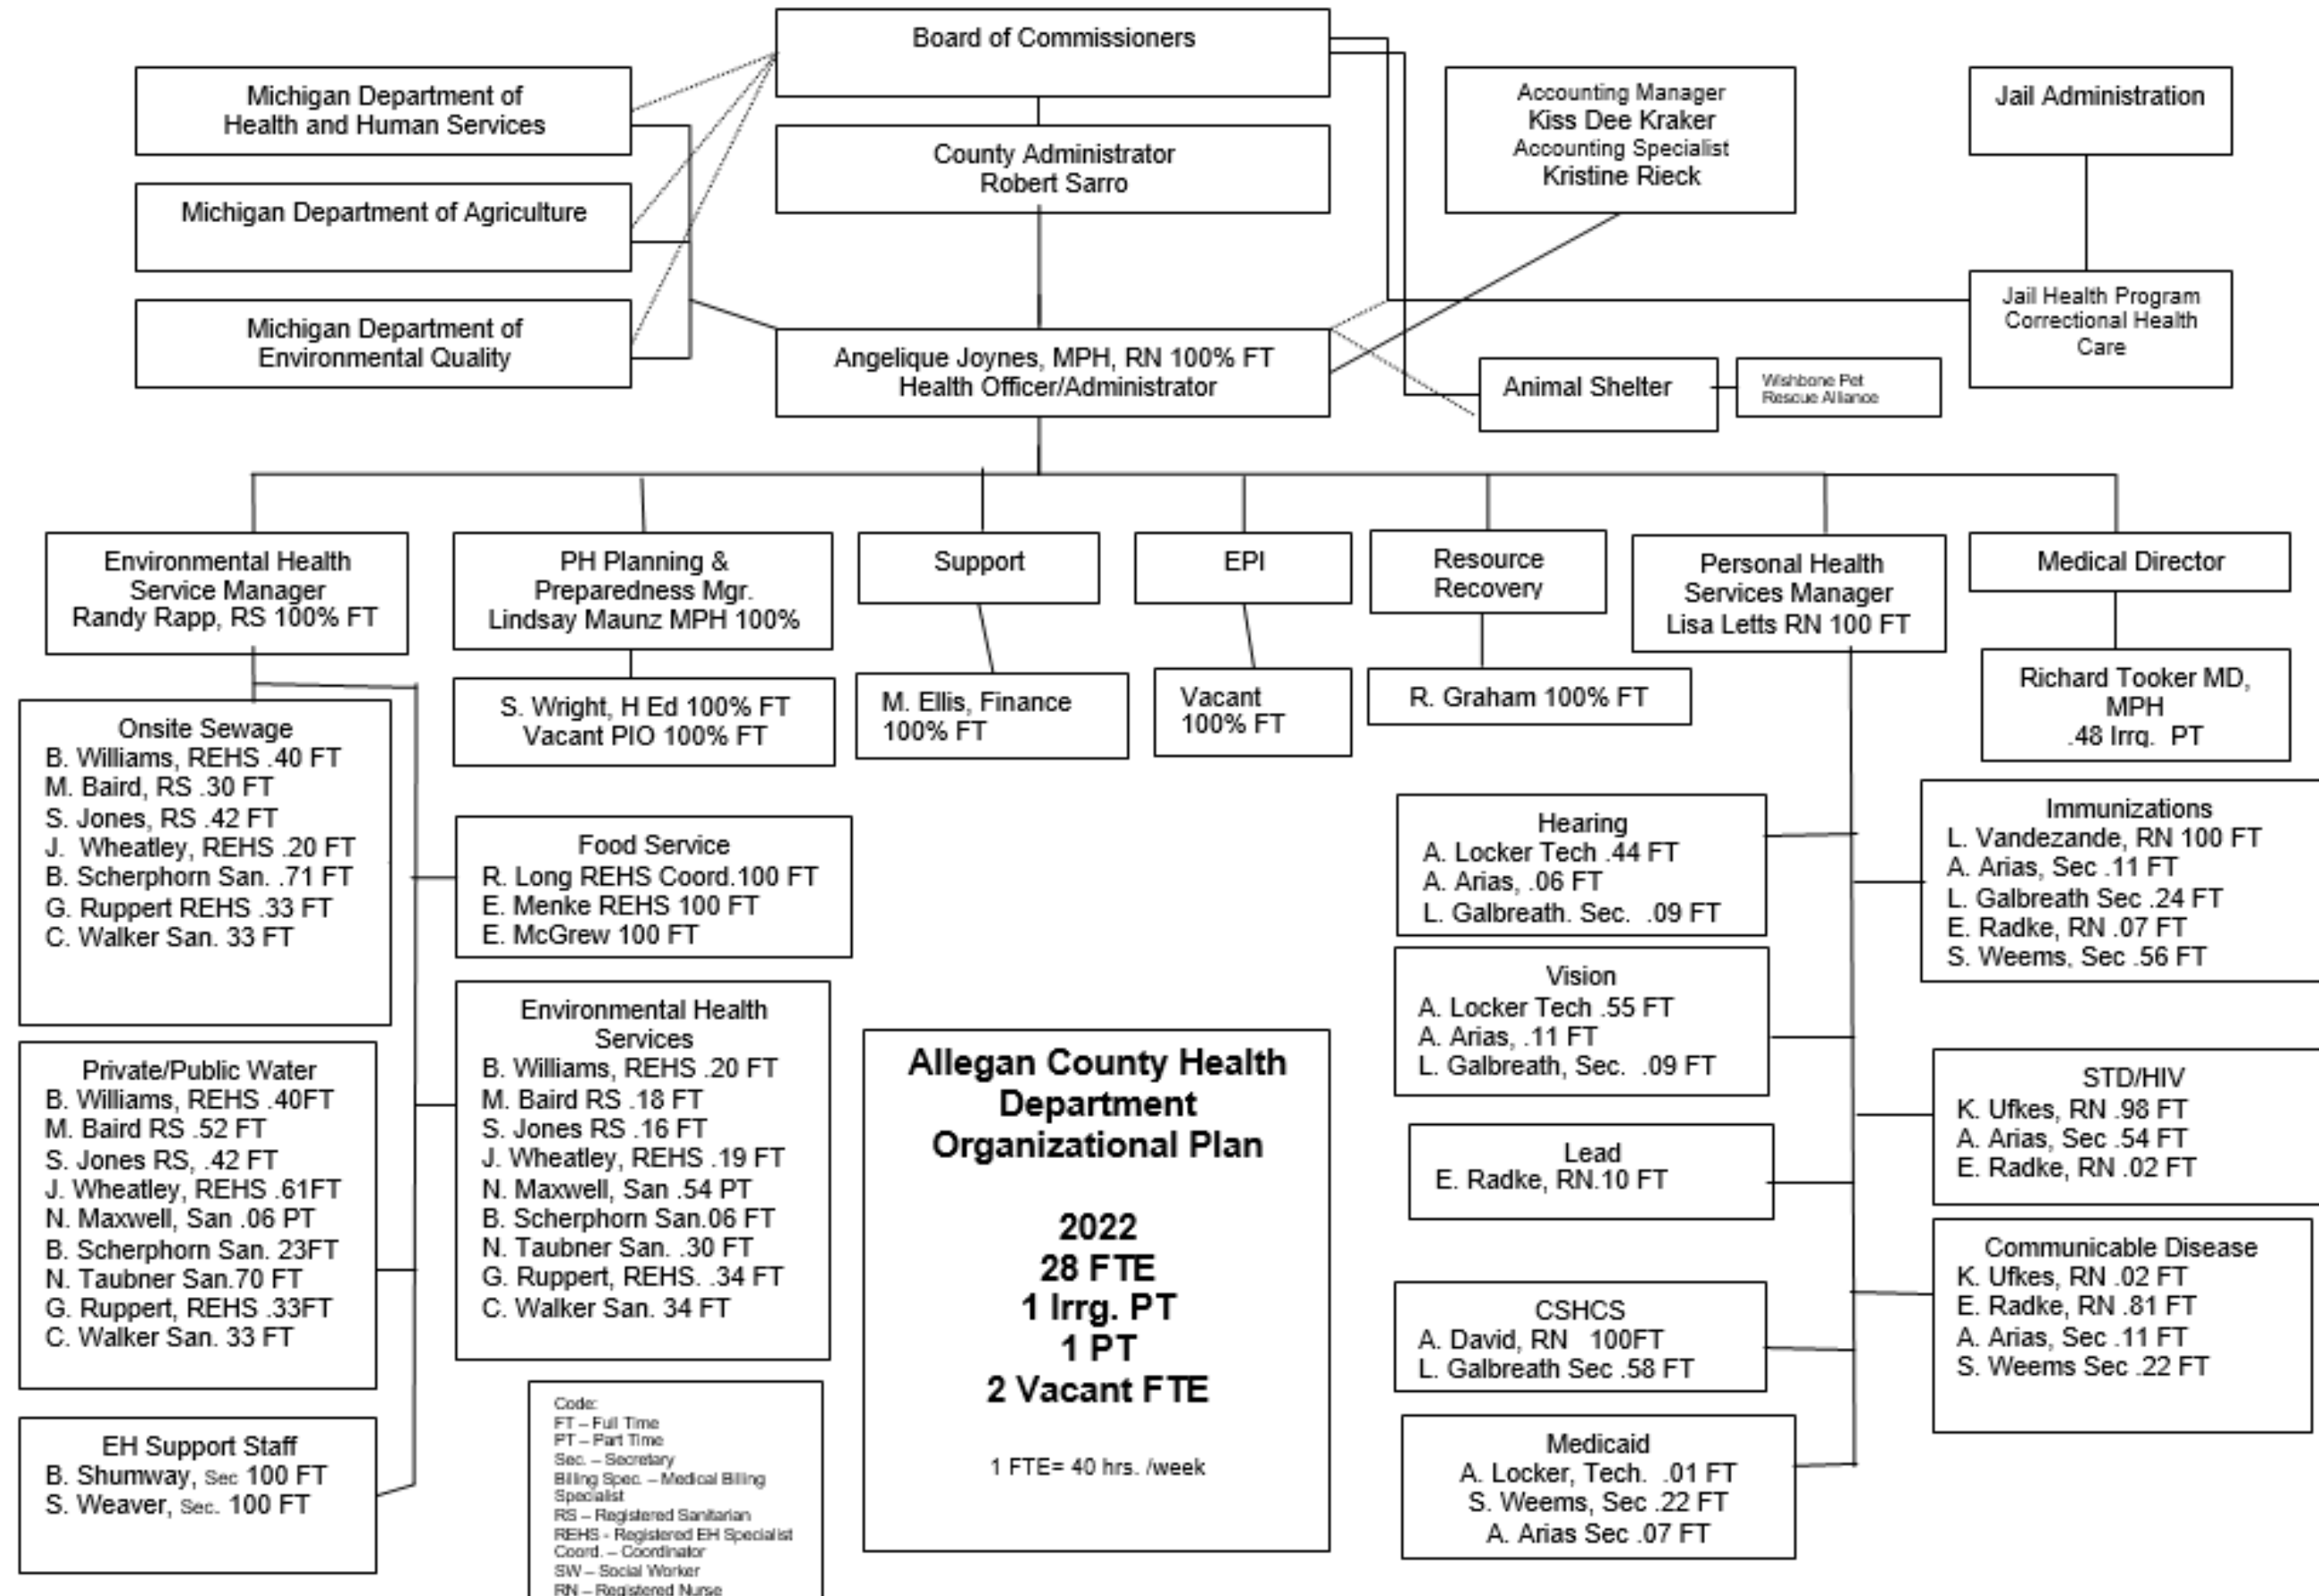 Board of Commissioners
Michigan Department of
Health and Human Services
Accounting Manager
Kiss Dee Kraker
Accounting Specialist
Kristine Rieck
Jail Administration
County Administrator
Robert Sarro
Michigan Department of Agriculture
Michigan Department of
Environmental Quality
Jail Health Program
Correctional Health
Care
Angelique Joynes, MPH, RN 100% FT
Health Officer/Administrator
Animal Shelter
Wishbone Pet
Rescue Alliance
Environmental Health
Service Manager
Randy Rapp, RS 100% FT
PH Planning &
Preparedness Mgr.
Lindsay Maunz MPH 100%
Support
EPI
Resource
Recovery
Personal Health
Services Manager
Lisa Letts RN 100 FT
Medical Director
S. Wright, H Ed 100% FT
Vacant PIO 100% FT
M. Ellis, Finance
100% FT
Vacant
100% FT
R. Graham 100% FT
Richard Tooker MD,
MPH
.48 Irrg. PT
Onsite Sewage
B. Williams, REHS .40 FT
M. Baird, RS .30 FT
S. Jones, RS .42 FT
J. Wheatley, REHS .20 FT
B. Scherphorn San. .71 FT
G. Ruppert REHS .33 FT
C. Walker San. 33 FT
Food Service
R. Long REHS Coord.100 FT
E. Menke REHS 100 FT
E. McGrew 100 FT
Hearing
A. Locker Tech .44 FT
A. Arias, .06 FT
L. Galbreath. Sec. .09 FT
Immunizations
L. Vandezande, RN 100 FT
A. Arias, Sec .11 FT
L. Galbreath Sec .24 FT
E. Radke, RN .07 FT
S. Weems, Sec .56 FT
Vision
A. Locker Tech .55 FT
A. Arias, .11 FT
L. Galbreath, Sec. .09 FT
Private/Public Water
B. Williams, REHS .40FT
M. Baird RS .52 FT
S. Jones RS, .42 FT
J. Wheatley, REHS .61FT
N. Maxwell, San .06 PT
B. Scherphorn San. 23FT
N. Taubner San.70 FT
G. Ruppert, REHS .33FT
C. Walker San. 33 FT
Environmental Health
Services
B. Williams, REHS .20 FT
M. Baird RS .18 FT
S. Jones RS .16 FT
J. Wheatley, REHS .19 FT
N. Maxwell, San .54 PT
B. Scherphorn San.06 FT
N. Taubner San. .30 FT
G. Ruppert, REHS. .34 FT
C. Walker San. 34 FT
Allegan County Health
Department
Organizational Plan
2022
28 FTE
1 Irrg. PT
1 PT
2 Vacant FTE
1 FTE= 40 hrs. /week
Lead
E. Radke, RN.10 FT
STD/HIV
K. Ufkes, RN .98 FT
A. Arias, Sec .54 FT
E. Radke, RN .02 FT
CSHCS
A. David, RN 100FT
L. Galbreath Sec .58 FT
Communicable Disease
K. Ufkes, RN .02 FT
E. Radke, RN .81 FT
A. Arias, Sec .11 FT
S. Weems Sec .22 FT
EH Support Staff
B. Shumway, Sec 100 FT
S. Weaver, Sec. 100 FT
Code:
FT – Full Time
PT – Part Time
Sec. – Secretary
Billing Spec. – Medical Billing
Specialist
RS – Registered Sanitarian
REHS - Registered EH Specialist
Coord. – Coordinator
SW – Social Worker
RN – Registered Nurse
Medicaid
A. Locker, Tech. .01 FT
S. Weems, Sec .22 FT
A. Arias Sec .07 FT